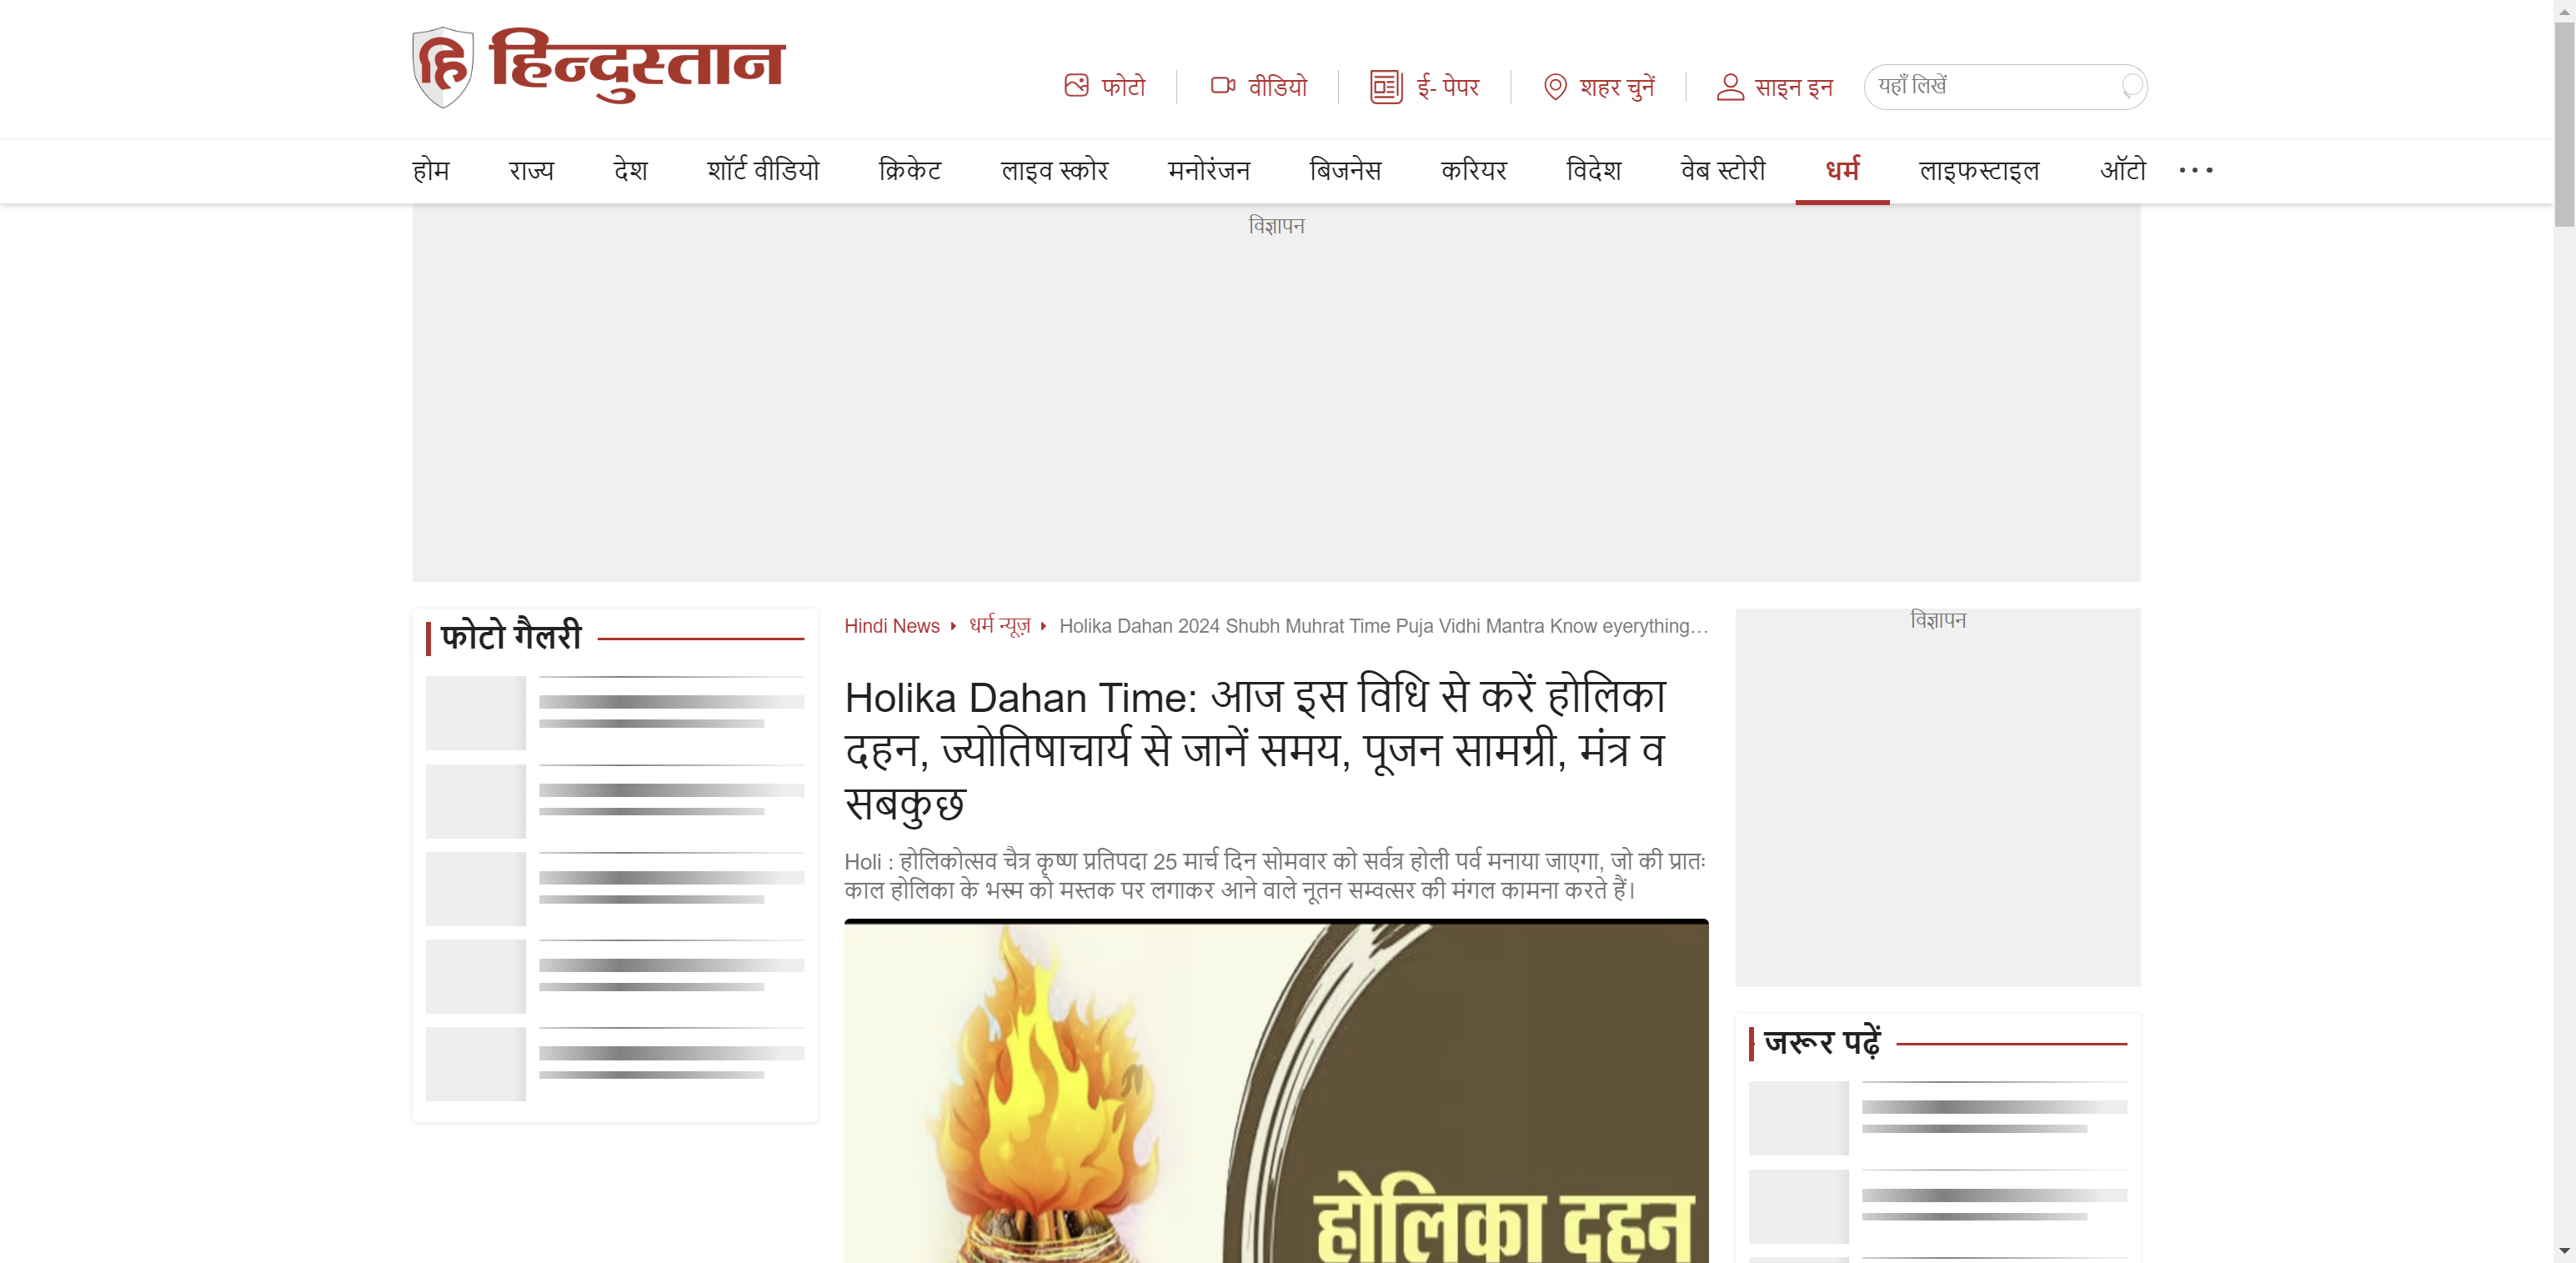 हि हिन्दुस्तान
फोटो
वीडियो
ई- पेपर
शहर चुनें
साइन इन
यहाँ लिखें
होम राज्य देश शॉर्ट वीडियो क्रिकेट लाइव स्कोर मनोरंजन बिजनेस करियर विदेश वेब स्टोरी धर्म लाइफस्टाइल ऑटो
विज्ञापन
फोटो गैलरी
Hindi News धर्म न्यूज़ Holika Dahan 2024 Shubh Muhrat Time Puja Vidhi Mantra Know eyerything...
Holika Dahan Time: आज इस विधि से करें होलिका
दहन, ज्योतिषाचार्य से जानें समय, पूजन सामग्री, मंत्र व
सबकुछ
Holi : होलिकोत्सव चैत्र कृष्ण प्रतिपदा 25 मार्च दिन सोमवार को सर्वत्र होली पर्व मनाया जाएगा, जो की प्रातः
काल होलिका के भस्म को मस्तक पर लगाकर आने वाले नूतन सम्वत्सर की मंगल कामना करते हैं।
होलिका दहन
विज्ञापन
जरूर पढ़ें